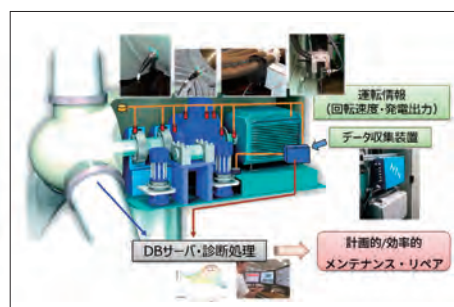 運転情報
（回転速度・発電出力）
データ収集装置
NTN
DBサーバ・診断処理
計画的/効率的
メンテナンス・リペア